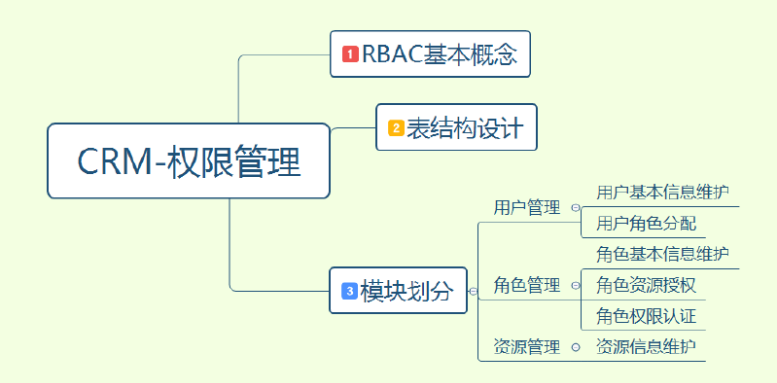 CRM-权限管理
1 RBAC基本概念
2 表结构设计
3 模块划分
用户管理
用户基本信息维护
用户角色分配
角色管理
角色基本信息维护
角色资源授权
角色权限认证
资源管理
资源信息维护